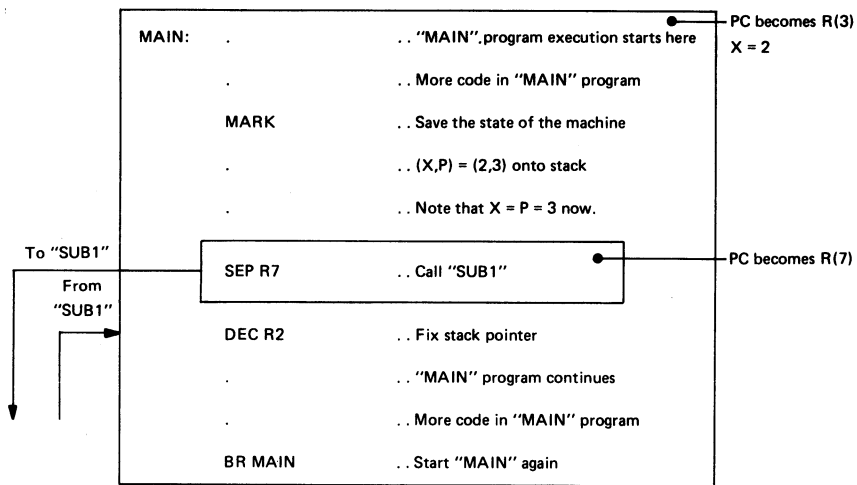 PC becomes R(3)
X = 2
MAIN: . . . "MAIN" program execution starts here
. . . More code in "MAIN" program
MARK . . Save the state of the machine
. . . (X,P) = (2,3) onto stack
. . . Note that X = P = 3 now.
To "SUB1"
SEP R7 . . Call "SUB1"
PC becomes R(7)
From
"SUB1"
DEC R2 . . Fix stack pointer
. . . "MAIN" program continues
. . . More code in "MAIN" program
BR MAIN . . Start "MAIN" again